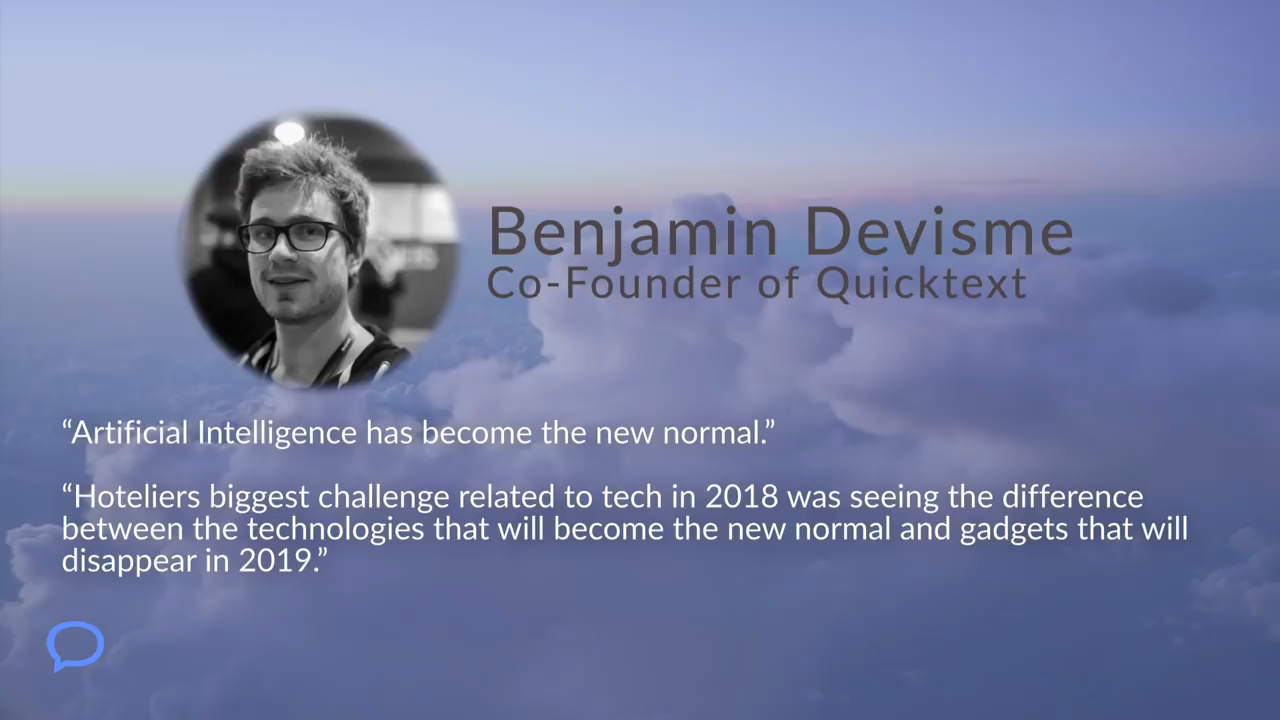 Benjamin Devisme
Co-Founder of Quicktext
“Artificial Intelligence has become the new normal.”
“Hoteliers biggest challenge related to tech in 2018 was seeing the difference
between the technologies that will become the new normal and gadgets that will
disappear in 2019.”